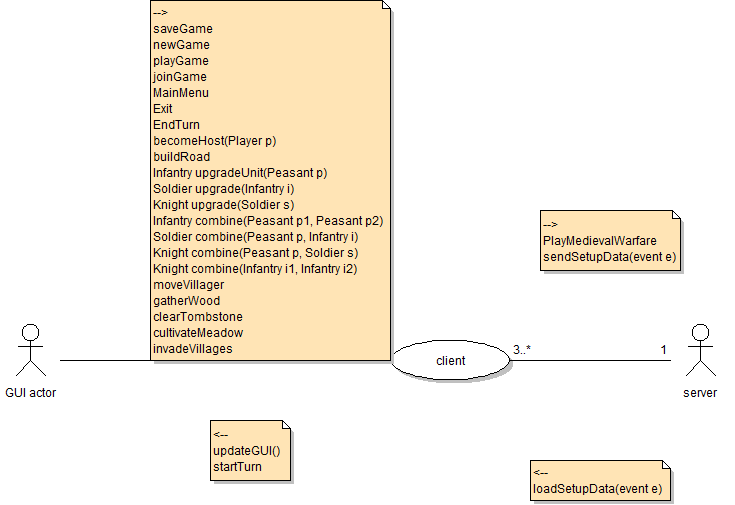 -->
saveGame
newGame
playGame
joinGame
MainMenu
Exit
EndTurn
becomeHost(Player p)
buildRoad
Infantry upgradeUnit(Peasant p)
Soldier upgrade(Infantry i)
Knight upgrade(Soldier s)
Infantry combine(Peasant p1, Peasant p2)
Soldier combine(Peasant p, Infantry i)
Knight combine(Peasant p, Soldier s)
Knight combine(Infantry i1, Infantry i2)
moveVillager
gatherWood
clearTombstone
cultivateMeadow
invadeVillages
-->
PlayMedievalWarfare
sendSetupData(event e)
GUI actor
client
3..*
1
server
<--
updateGUI()
startTurn
<--
loadSetupData(event e)